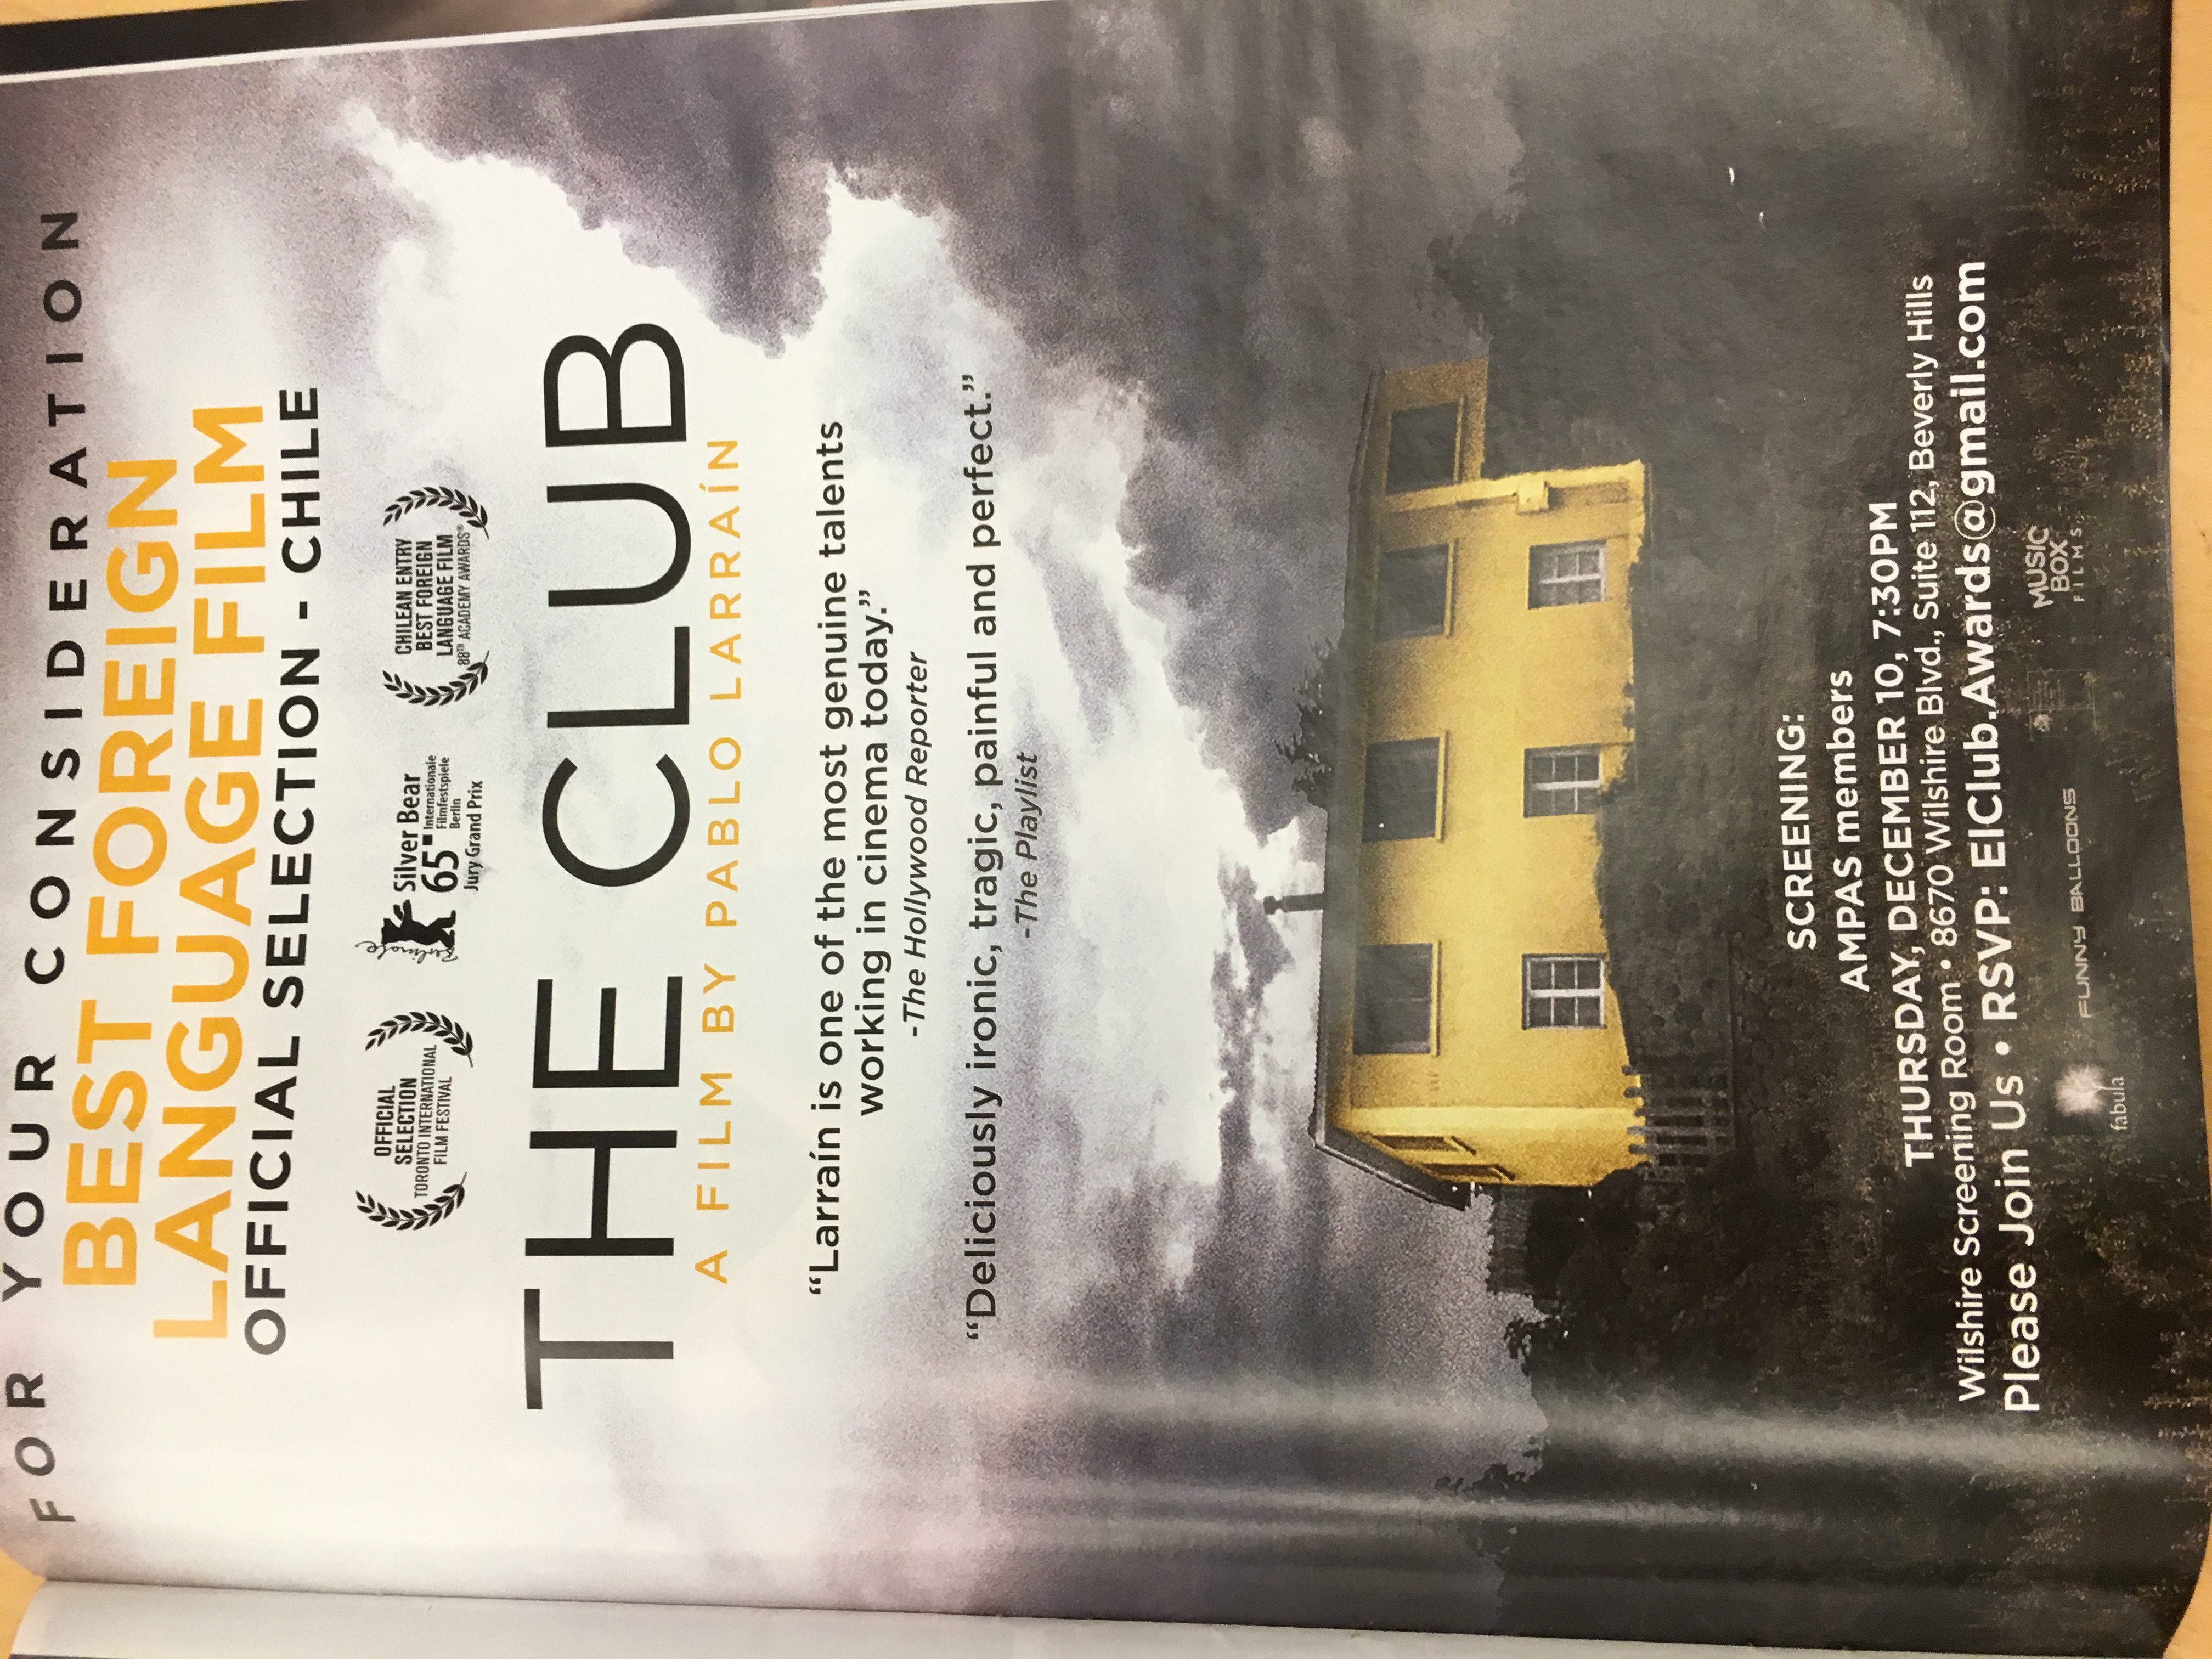 FOR YOUR CONSIDERATION
BEST FOREIGN
LANGUAGE FILM
OFFICIAL SELECTION - CHILE
OFFICIAL
SELECTION
TORONTO INTERNATIONAL
FILM FESTIVAL
Berlinale
Silver Bear
65 Internationale
Filmfestspiele
Berlin
Jury Grand Prix
CHILEAN ENTRY
BEST FOREIGN
LANGUAGE FILM
88TH ACADEMY AWARDS®
THE CLUB
A FILM BY PABLO LARRAÍN
“Larraín is one of the most genuine talents
working in cinema today.”
-The Hollywood Reporter
“Deliciously ironic, tragic, painful and perfect.”
-The Playlist
SCREENING:
AMPAS members
THURSDAY, DECEMBER 10, 7:30PM
Wilshire Screening Room • 8670 Wilshire Blvd., Suite 112, Beverly Hills
Please Join Us • RSVP: ElClub.Awards@gmail.com
fabula
FUNNY BALLOONS
MUSIC
BOX
FILMS